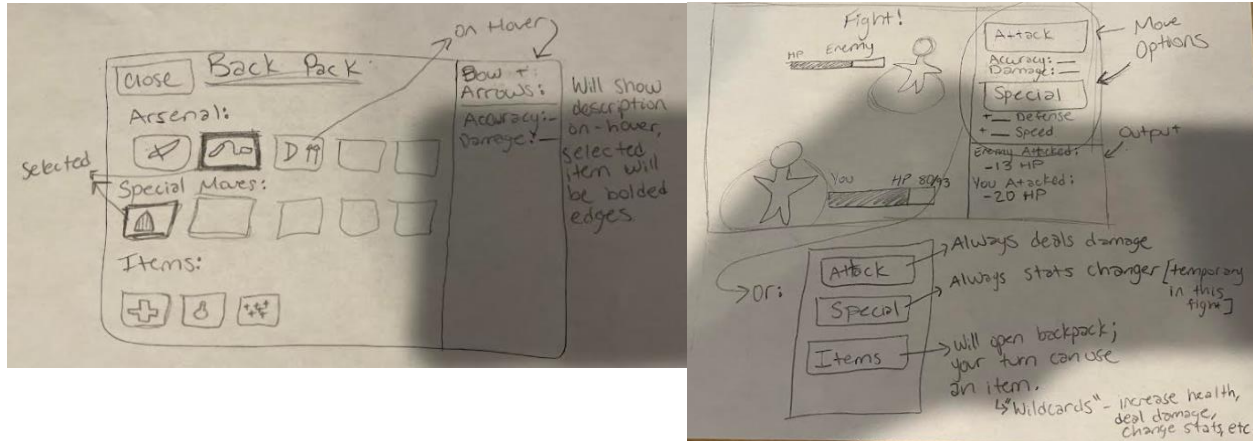 Close
Back Pack
On Hover
Arsenal:
D
Selected
Special Moves:
Items:
Bow +
Arrows:
Accuracy:_
Damage:_
Will show
description
on-hover,
selected
item will
be bolded
edges
Fight!
HP Enemy
You HP 80/93
Attack
Accuracy:_
Damage:_
Special
+_ Defense
+_ Speed
Enemy Attacked:
-13 HP
You Attacked:
-20 HP
Move
Options
Output
Or:
Attack
Special
Items
Always deals damage
Always stats changer [temporary
in this
fight]
Will open backpack;
your turn can use
an item.
"Wildcards" - increase health,
deal damage,
change stats, etc